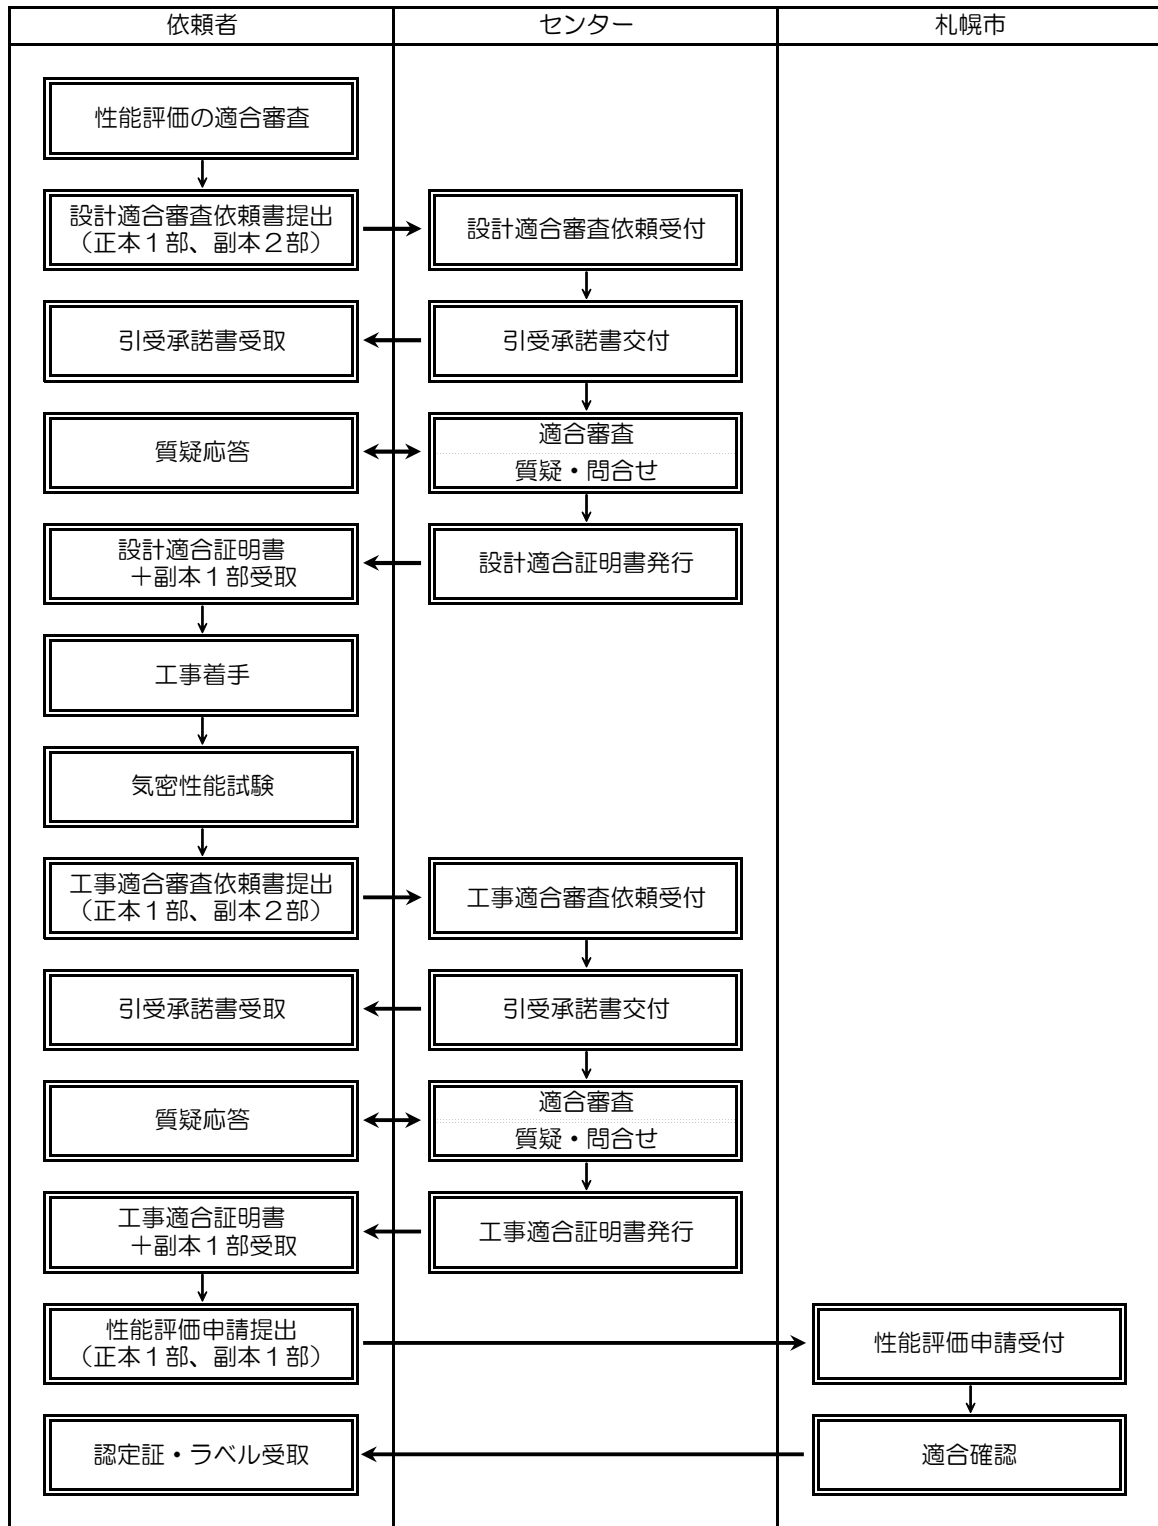 依頼者
センター
札幌市
性能評価の適合審査
設計適合審査依頼書提出
（正本１部、副本２部）
設計適合審査依頼受付
引受承諾書受取
引受承諾書交付
質疑応答
適合審査
質疑・問合せ
設計適合証明書
＋副本１部受取
設計適合証明書発行
工事着手
気密性能試験
工事適合審査依頼書提出
（正本１部、副本２部）
工事適合審査依頼受付
引受承諾書受取
引受承諾書交付
質疑応答
適合審査
質疑・問合せ
工事適合証明書
＋副本１部受取
工事適合証明書発行
性能評価申請提出
（正本１部、副本１部）
性能評価申請受付
認定証・ラベル受取
適合確認